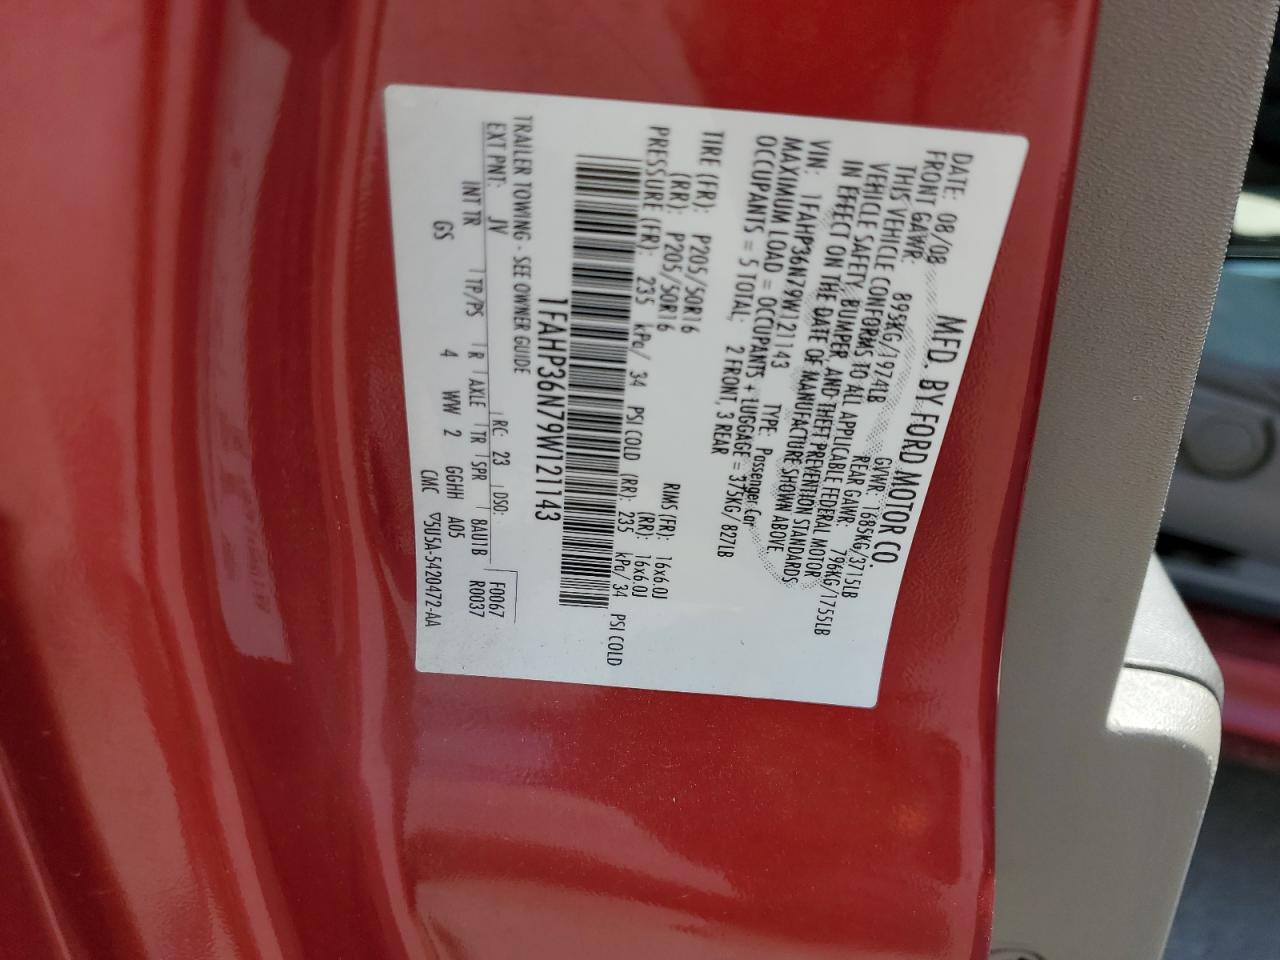 MFD. BY FORD MOTOR CO.
DATE: 08/08 GVWR: 1685KG/3715LB
FRONT GAWR: 895KG/1974LB REAR GAWR: 796KG/1755LB
THIS VEHICLE CONFORMS TO ALL APPLICABLE FEDERAL MOTOR
VEHICLE SAFETY, BUMPER AND THEFT PREVENTION STANDARDS
IN EFFECT ON THE DATE OF MANUFACTURE SHOWN ABOVE.
VIN: 1FAHP36N79W121143 TYPE: Passenger Car
MAXIMUM LOAD = OCCUPANTS + LUGGAGE = 375KG/827LB
OCCUPANTS = 5 TOTAL: 2 FRONT, 3 REAR
TIRE (FR): P205/50R16 RIMS (FR): 16x6.0J
(RR): P205/50R16 (RR): 16x6.0J
PRESSURE (FR): 235 kPa/ 34 PSI COLD (RR): 235 kPa/ 34 PSI COLD
1FAHP36N79W121143
TRAILER TOWING - SEE OWNER GUIDE
EXT PNT: JV RC: 23 DSO: F0067
INT TR TP/PS R AXLE TR SPR 84U1B R0037
GS 4 WW 2 GGHH A05
CMC ▽5U5A-5420472-AA